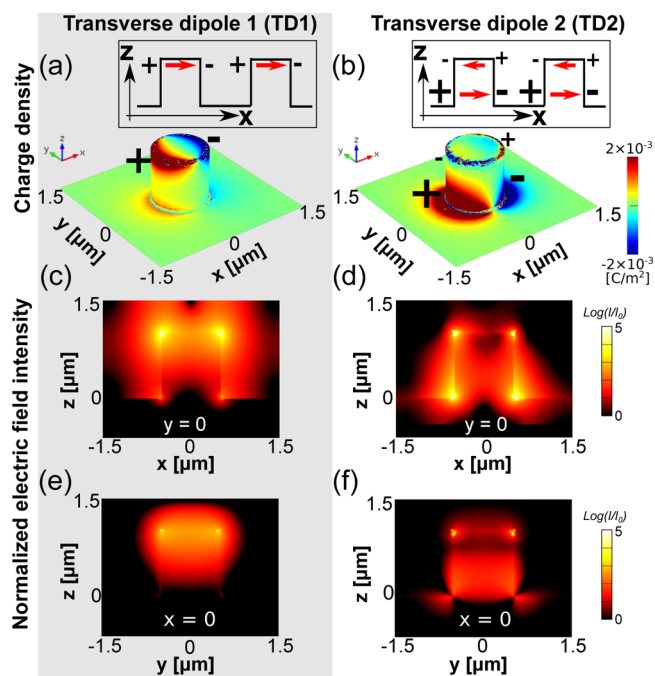 Transverse dipole 1 (TD1)
Transverse dipole 2 (TD2)
Charge density
(a)
z
+ - + -
x
z
y
x
+ -
1.5
0
-1.5
y [µm]
1.5
0
x [µm]
(b)
z
- + - +
+ - + -
x
z
y
x
- +
+ -
1.5
0
-1.5
y [µm]
1.5
0
x [µm]
2×10⁻³
1.5
-2×10⁻³
[C/m²]
Normalized electric field intensity
(c)
1.5
0
z [µm]
y = 0
-1.5 0 1.5
x [µm]
(d)
1.5
0
z [µm]
y = 0
-1.5 0 1.5
x [µm]
Log(I/I₀)
5
0
(e)
1.5
0
z [µm]
x = 0
-1.5 0 1.5
y [µm]
(f)
1.5
0
z [µm]
x = 0
-1.5 0 1.5
y [µm]
Log(I/I₀)
5
0